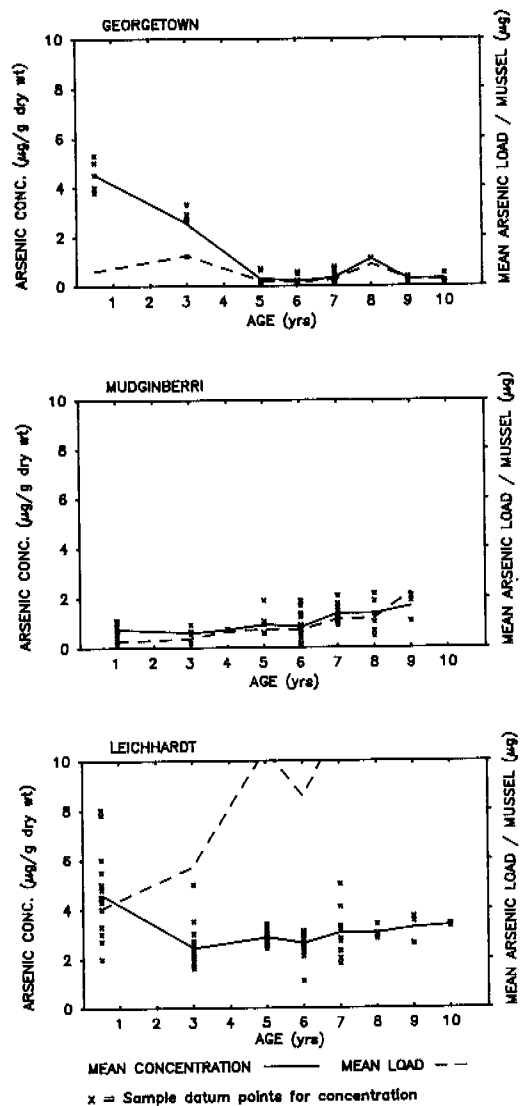 GEORGETOWN
ARSENIC CONC. (µg/g dry wt)
10
8
6
4
2
0
1 2 3 4 5 6 7 8 9 10
AGE (yrs)
MEAN ARSENIC LOAD / MUSSEL (µg)
MUDGINBERRI
ARSENIC CONC. (µg/g dry wt)
10
8
6
4
2
0
1 2 3 4 5 6 7 8 9 10
AGE (yrs)
MEAN ARSENIC LOAD / MUSSEL (µg)
LEICHHARDT
ARSENIC CONC. (µg/g dry wt)
10
8
6
4
2
0
1 2 3 4 5 6 7 8 9 10
AGE (yrs)
MEAN ARSENIC LOAD / MUSSEL (µg)
MEAN CONCENTRATION —— MEAN LOAD – –
x = Sample datum points for concentration